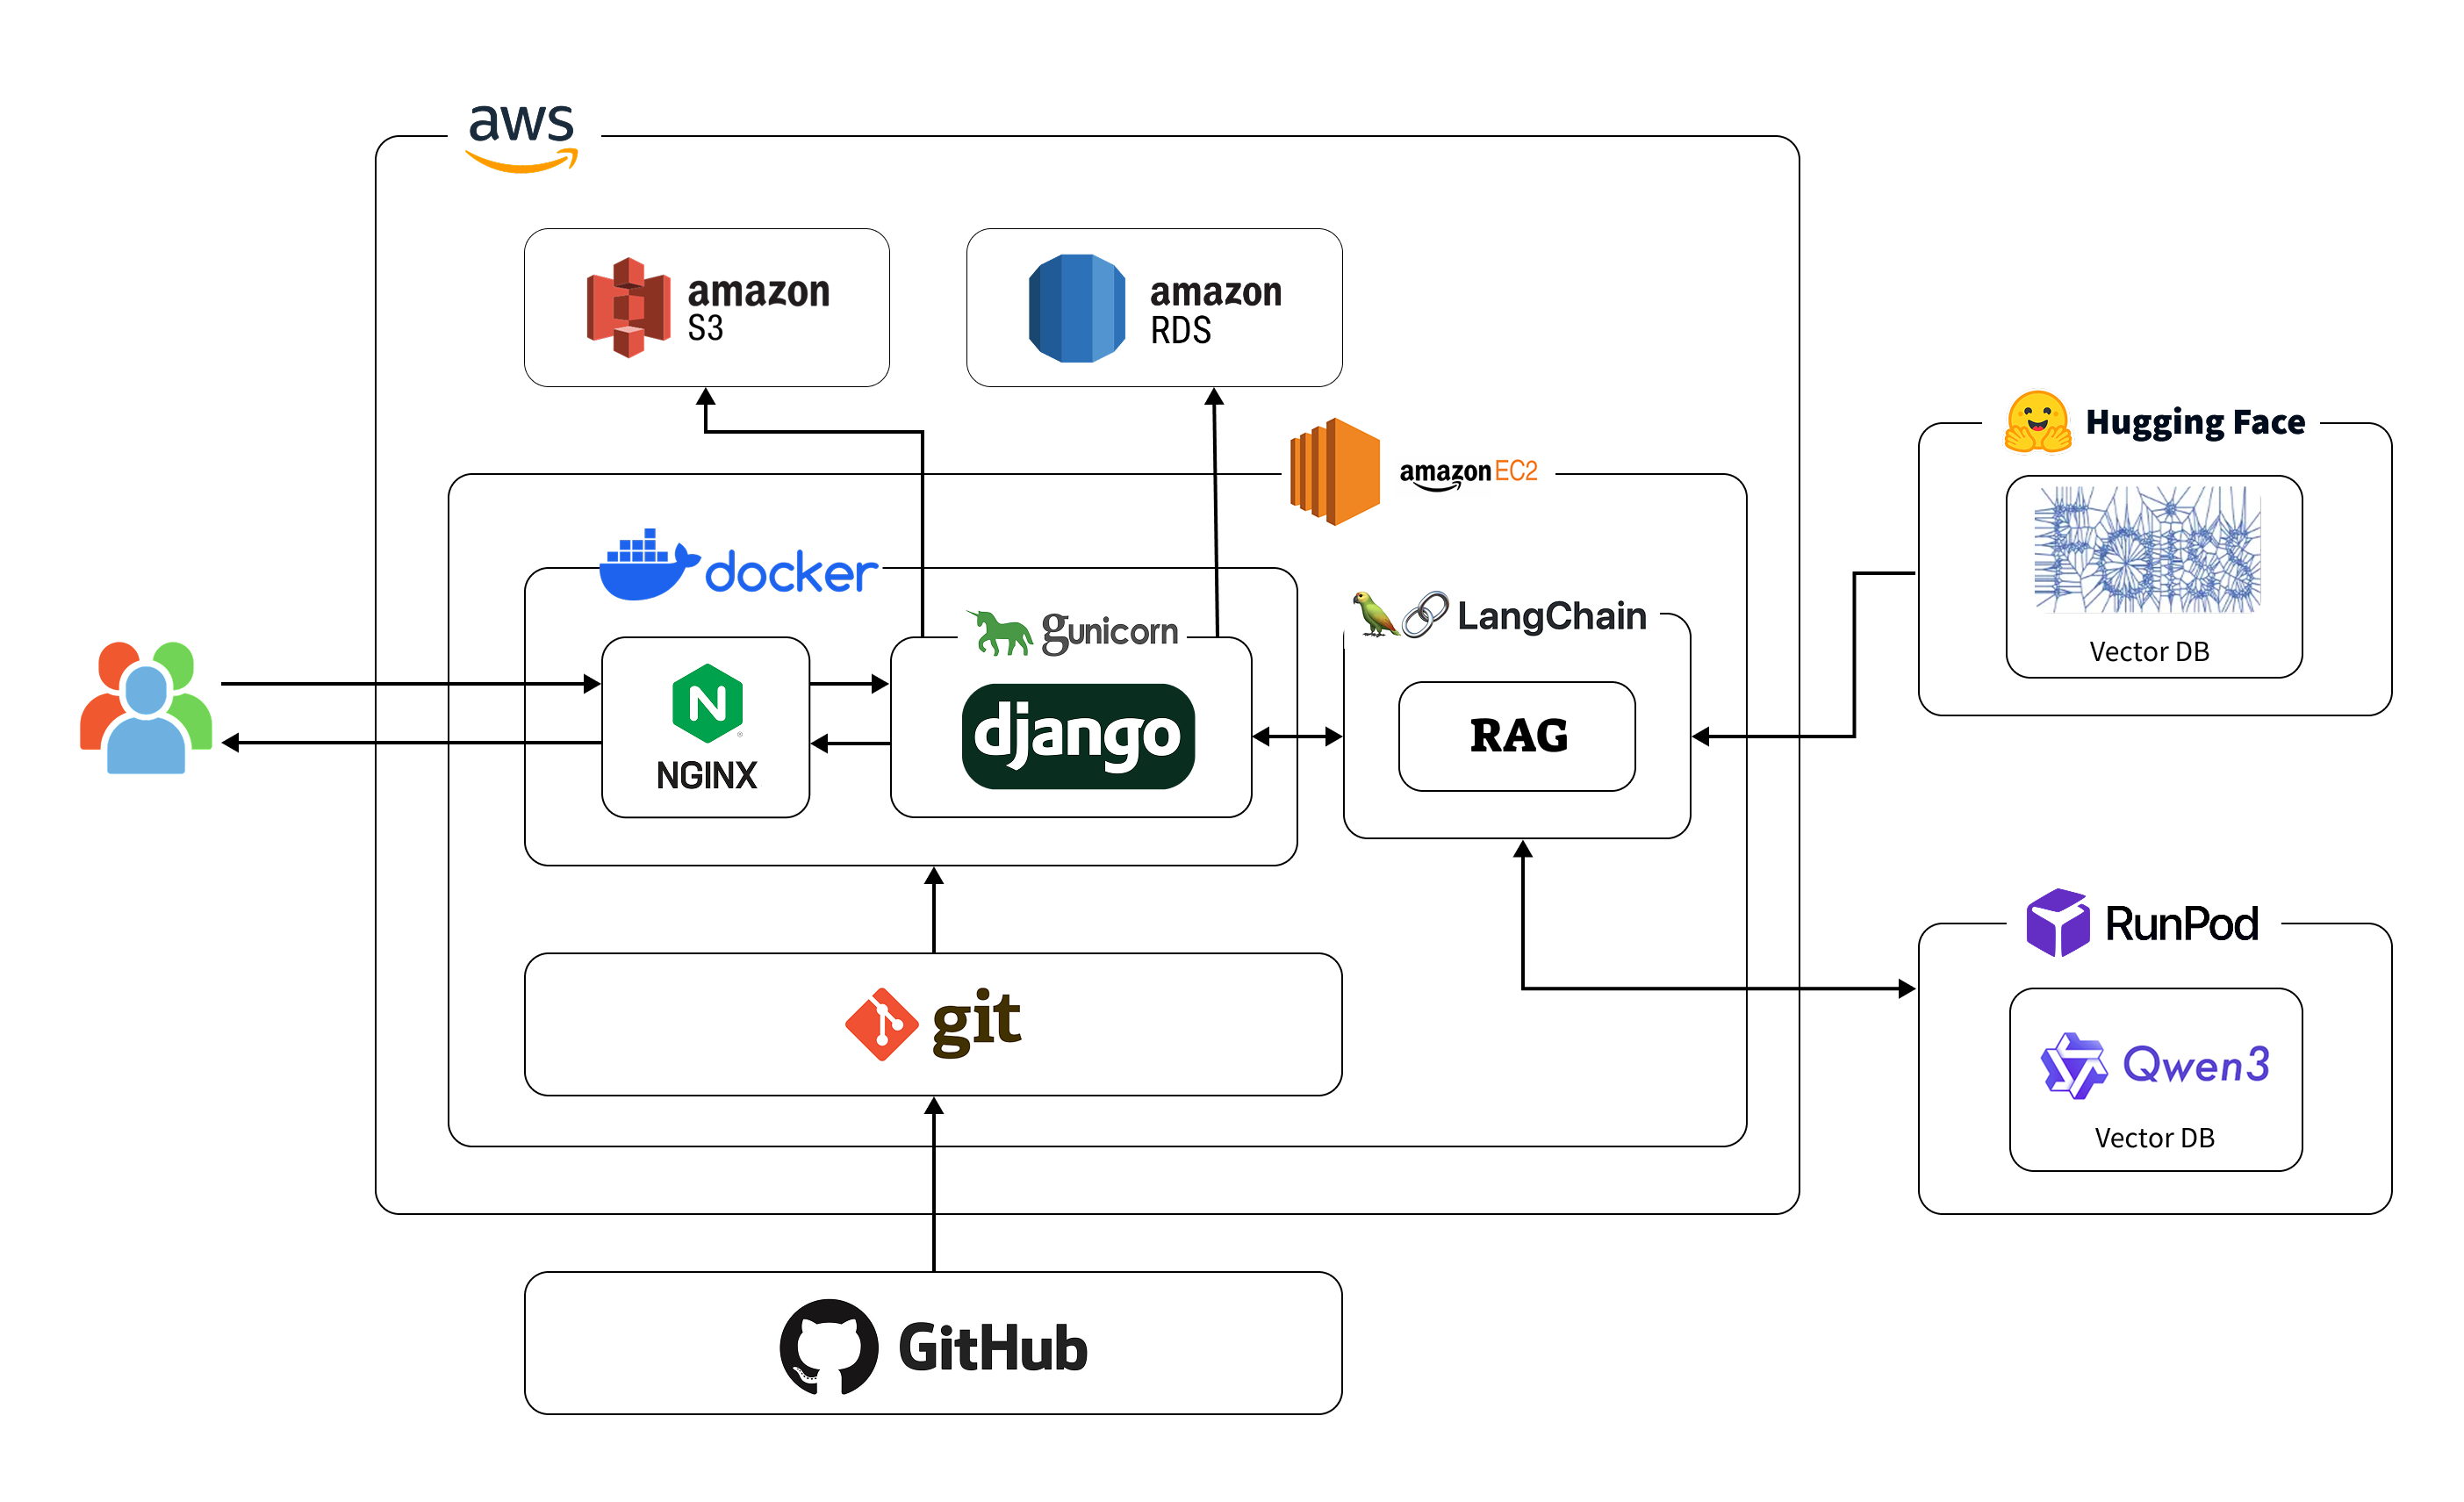 aws
amazon
S3
amazon
RDS
amazon EC2
Hugging Face
docker
Faiss
Vector DB
gunicorn
LangChain
django
RAG
NGINX
RunPod
git
Qwen3
Vector DB
GitHub